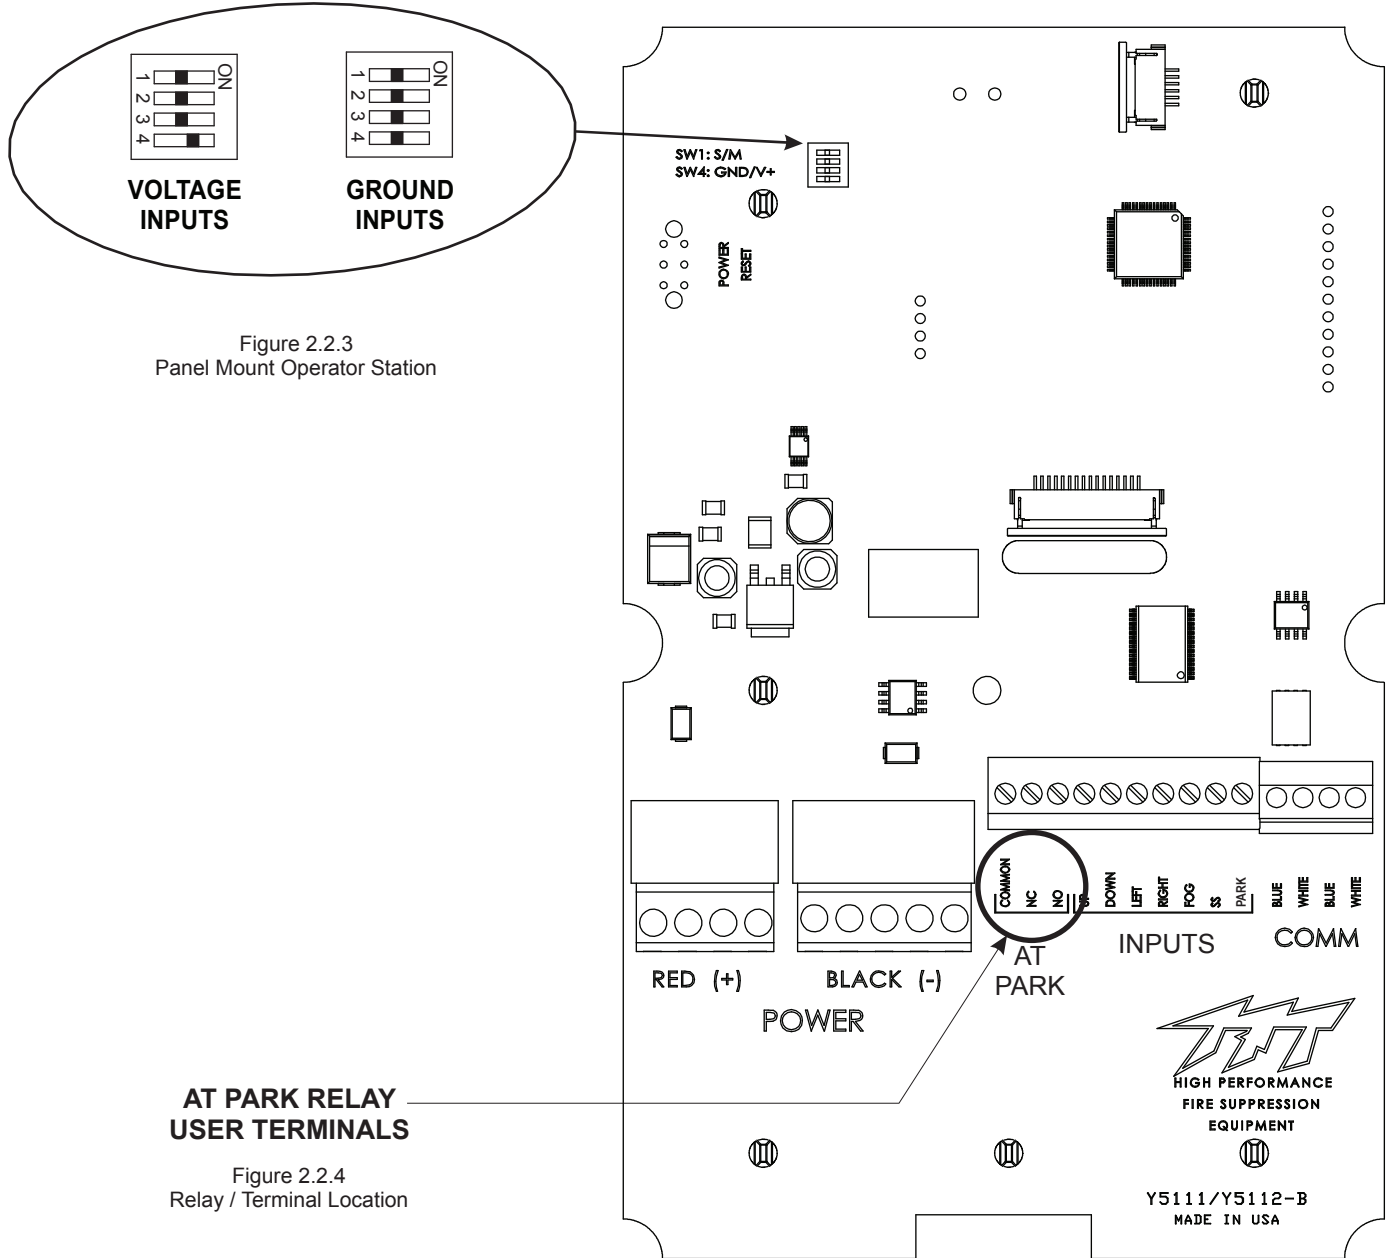 ON
1
2
3
4
VOLTAGE
INPUTS
ON
1
2
3
4
GROUND
INPUTS
SW1: S/M
SW4: GND/V+
POWER
RESET
Figure 2.2.3
Panel Mount Operator Station
COMMON
NC
NO
UP
DOWN
LEFT
RIGHT
FOG
SS
PARK
BLUE
WHITE
BLUE
WHITE
AT
PARK
INPUTS
COMM
RED (+)
BLACK (-)
POWER
TFT
HIGH PERFORMANCE
FIRE SUPPRESSION
EQUIPMENT
AT PARK RELAY
USER TERMINALS
Figure 2.2.4
Relay / Terminal Location
Y5111/Y5112-B
MADE IN USA